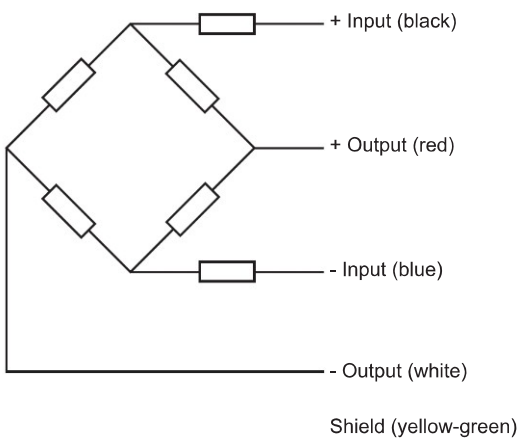 + Input (black)
+ Output (red)
- Input (blue)
- Output (white)
Shield (yellow-green)